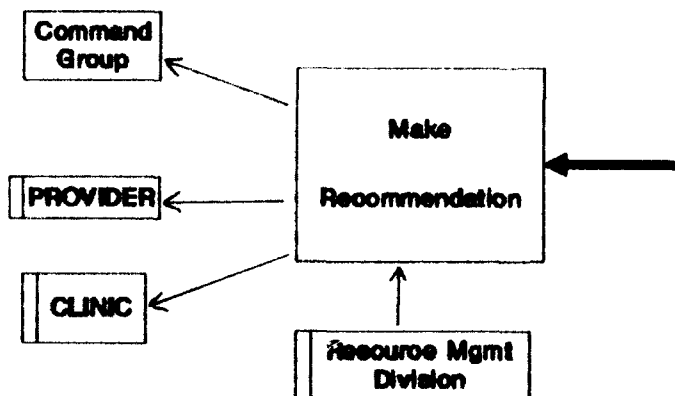 Command
Group
Make
Recommendation
PROVIDER
CLINIC
Resource Mgmt
Division